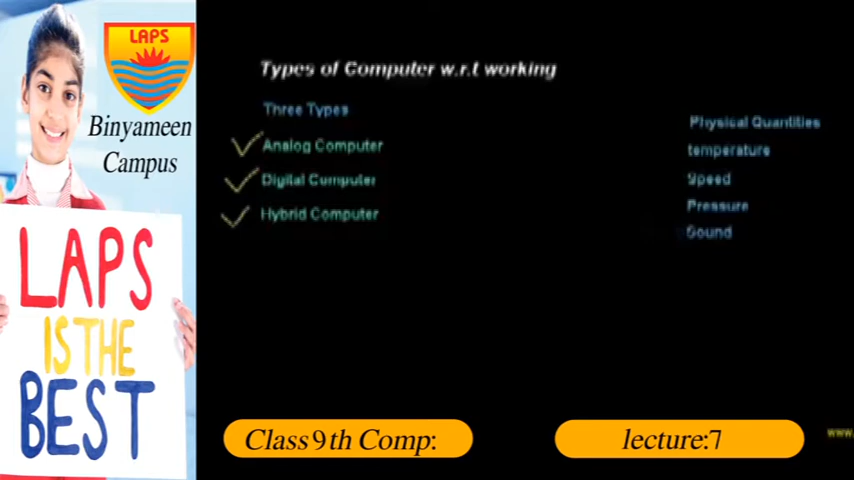 LAPS
Binyameen
Campus
LAPS
IS THE
BEST
Types of Computer w.r.t working
Three Types
Analog Computer
Digital Computer
Hybrid Computer
Physical Quantities
temperature
Speed
Pressure
Sound
Class 9th Comp:
lecture:7
www.